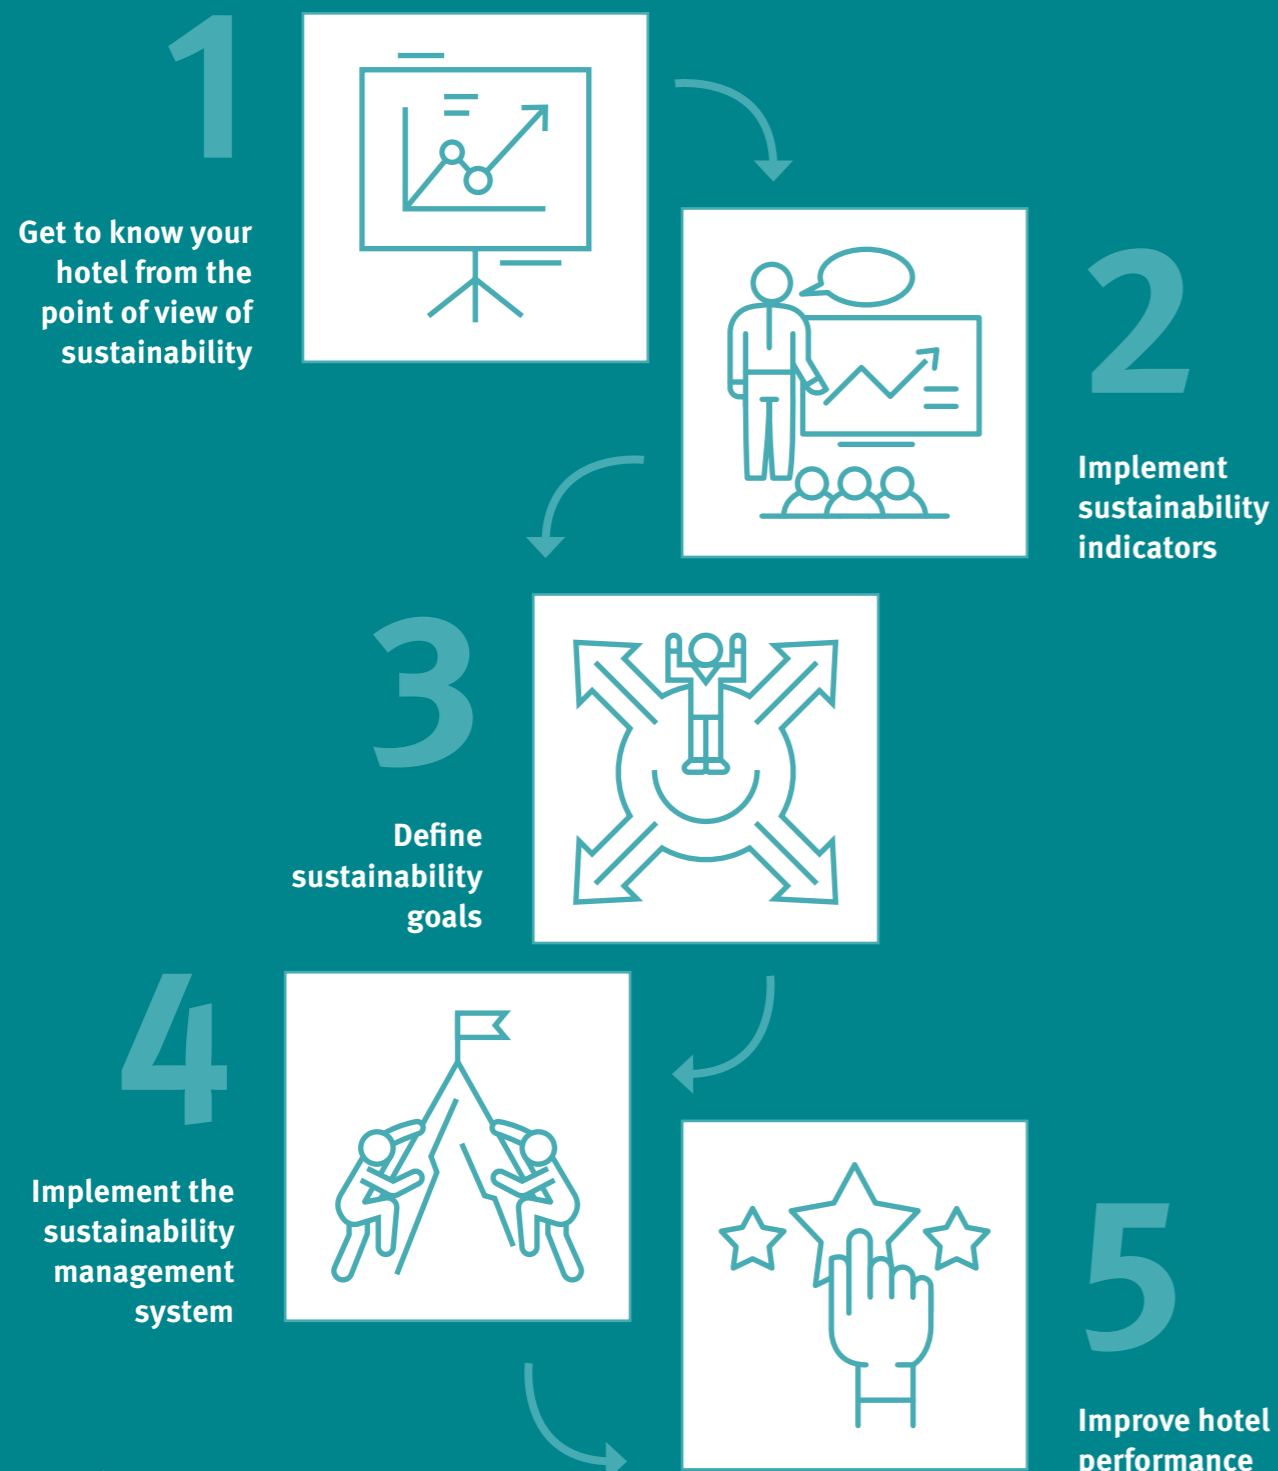 1
Get to know your
hotel from the
point of view of
sustainability
2
Implement
sustainability
indicators
3
Define
sustainability
goals
4
Implement the
sustainability
management
system
5
Improve hotel
performance